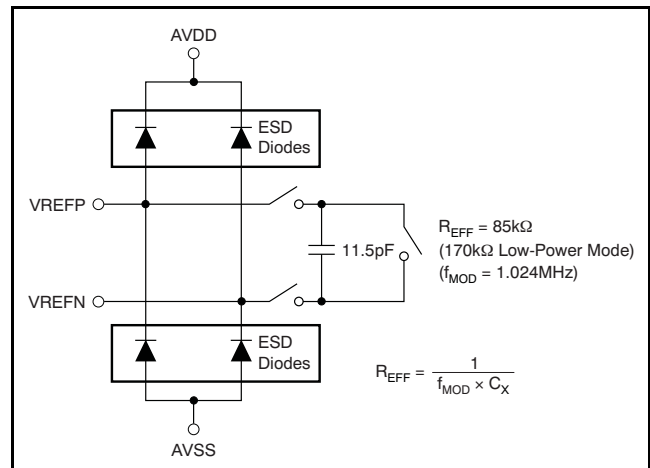 AVDD
ESD
Diodes
VREFP
11.5pF
R_EFF = 85kΩ
(170kΩ Low-Power Mode)
(f_MOD = 1.024MHz)
VREFN
ESD
Diodes
R_EFF = 1 / (f_MOD × C_X)
AVSS